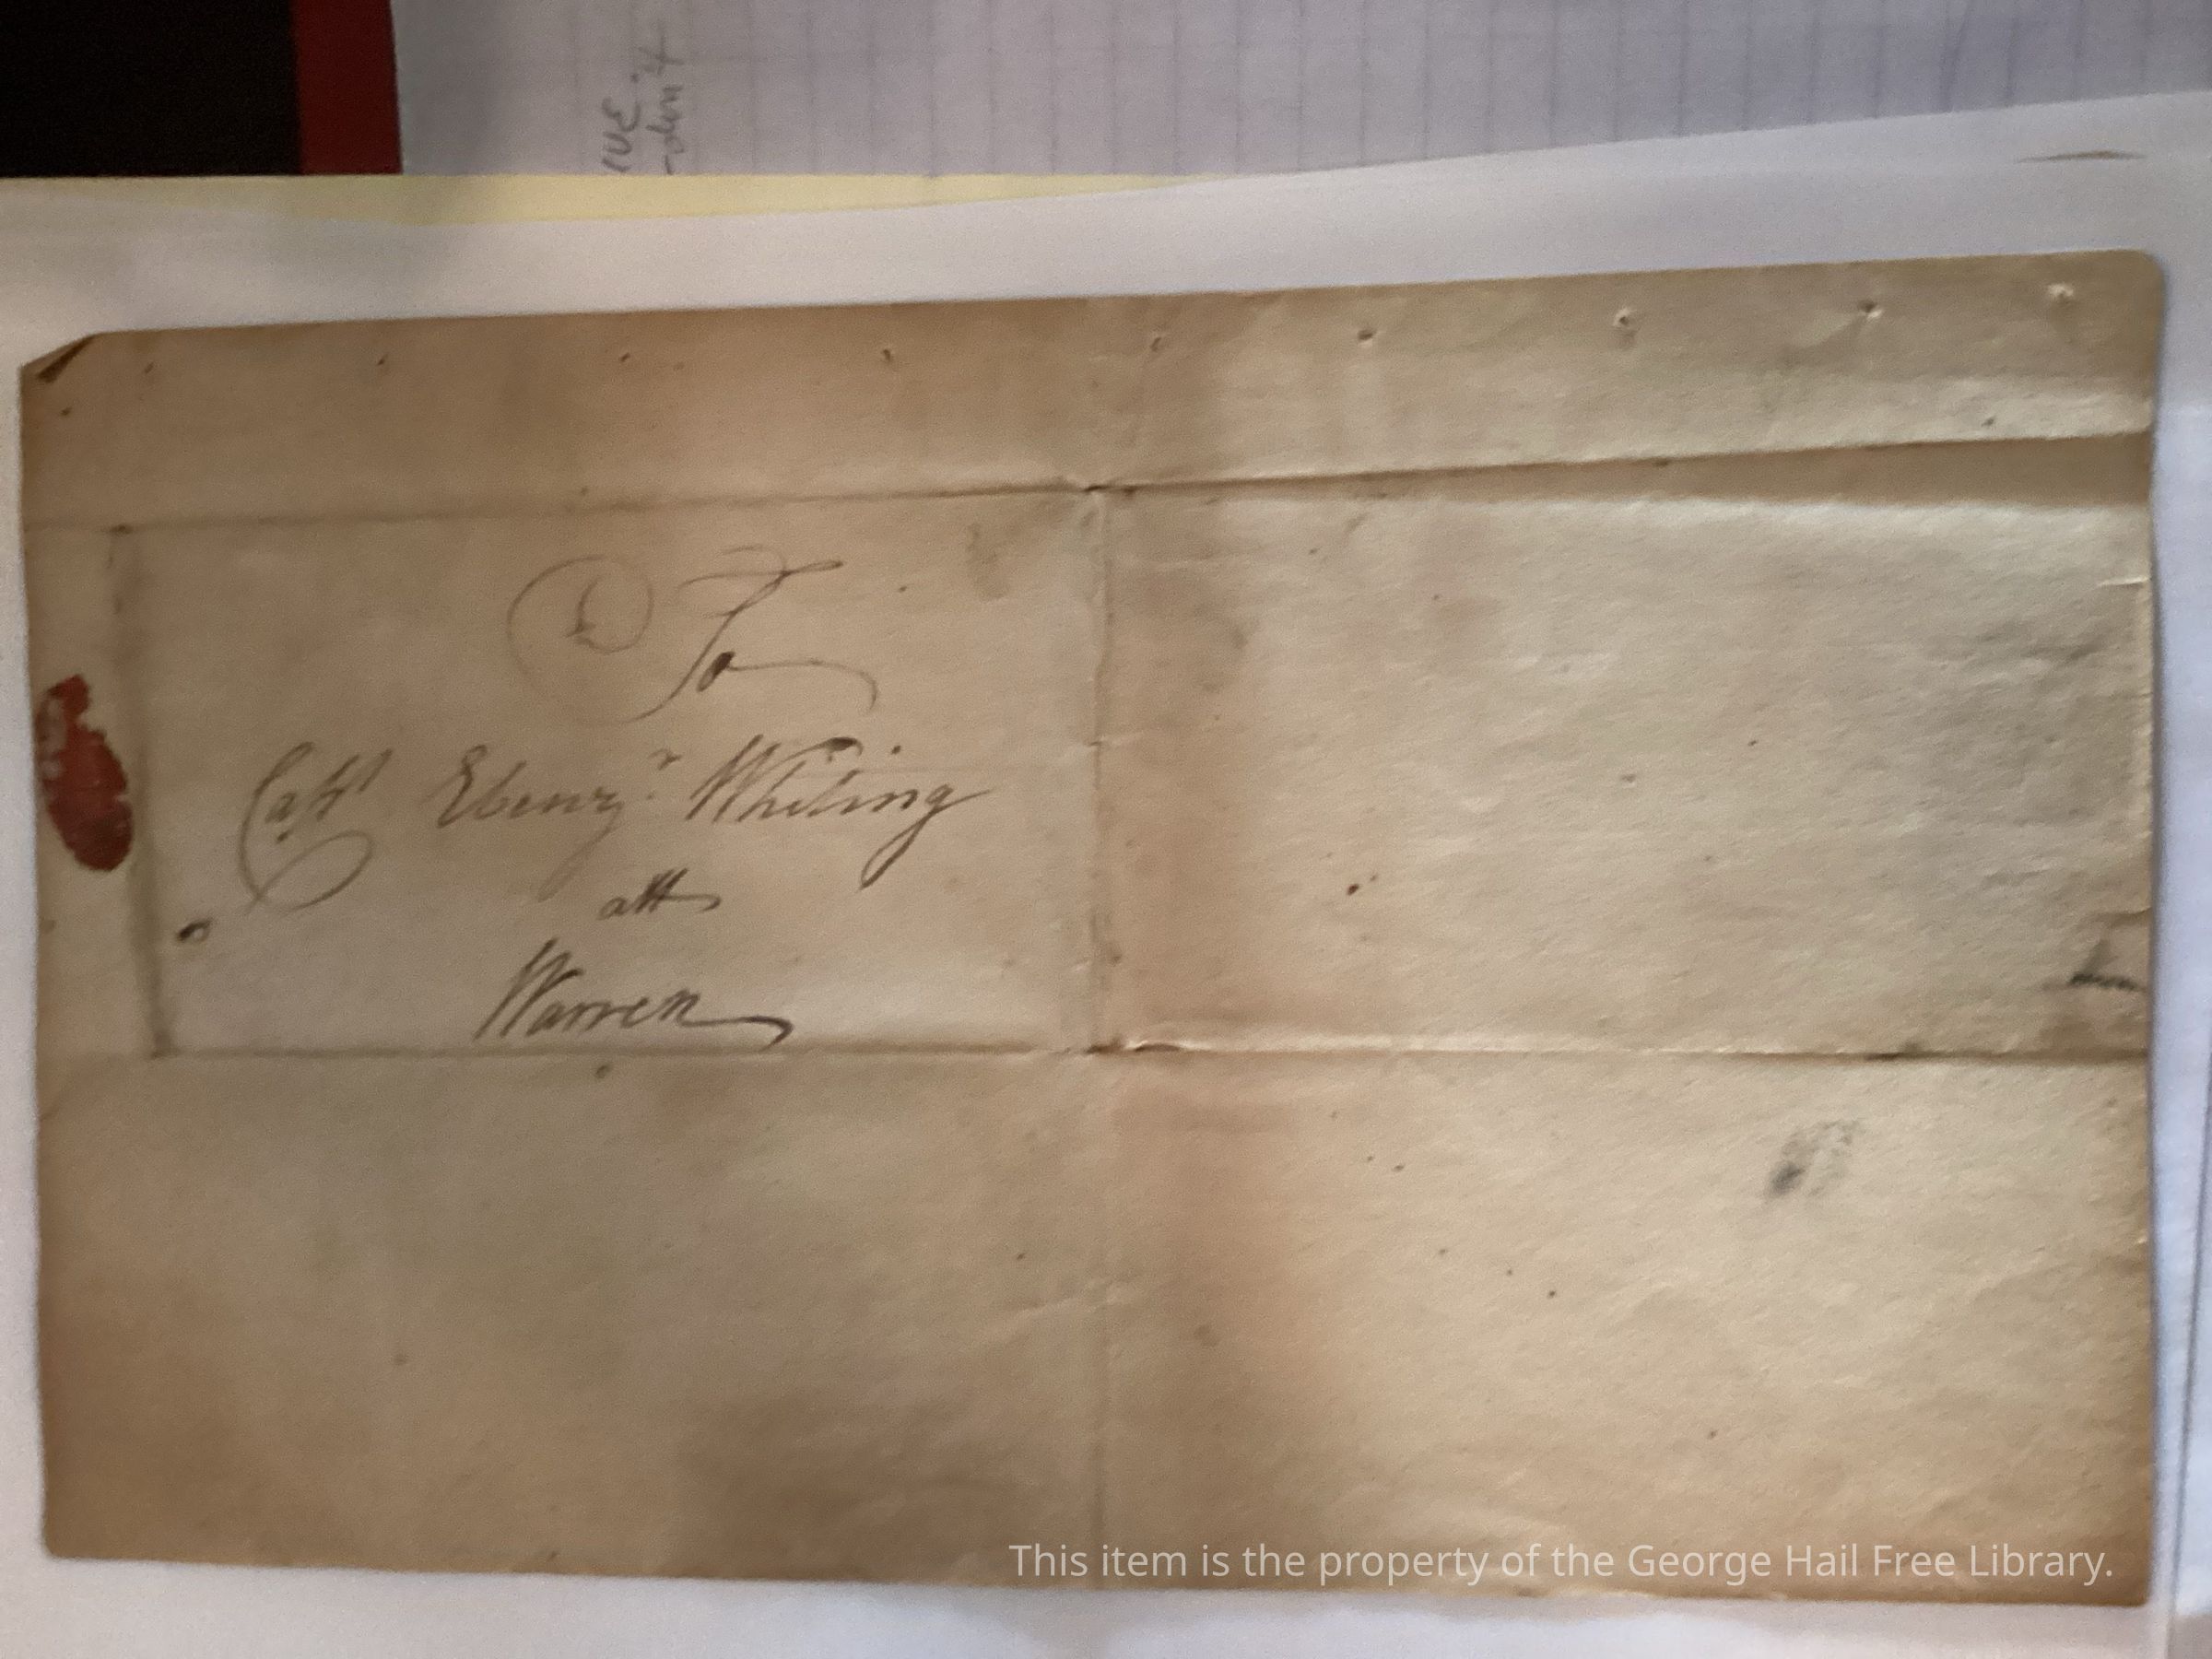 To
Capt Ebenzr. Whiting
att
Warren
This item is the property of the George Hail Free Library.